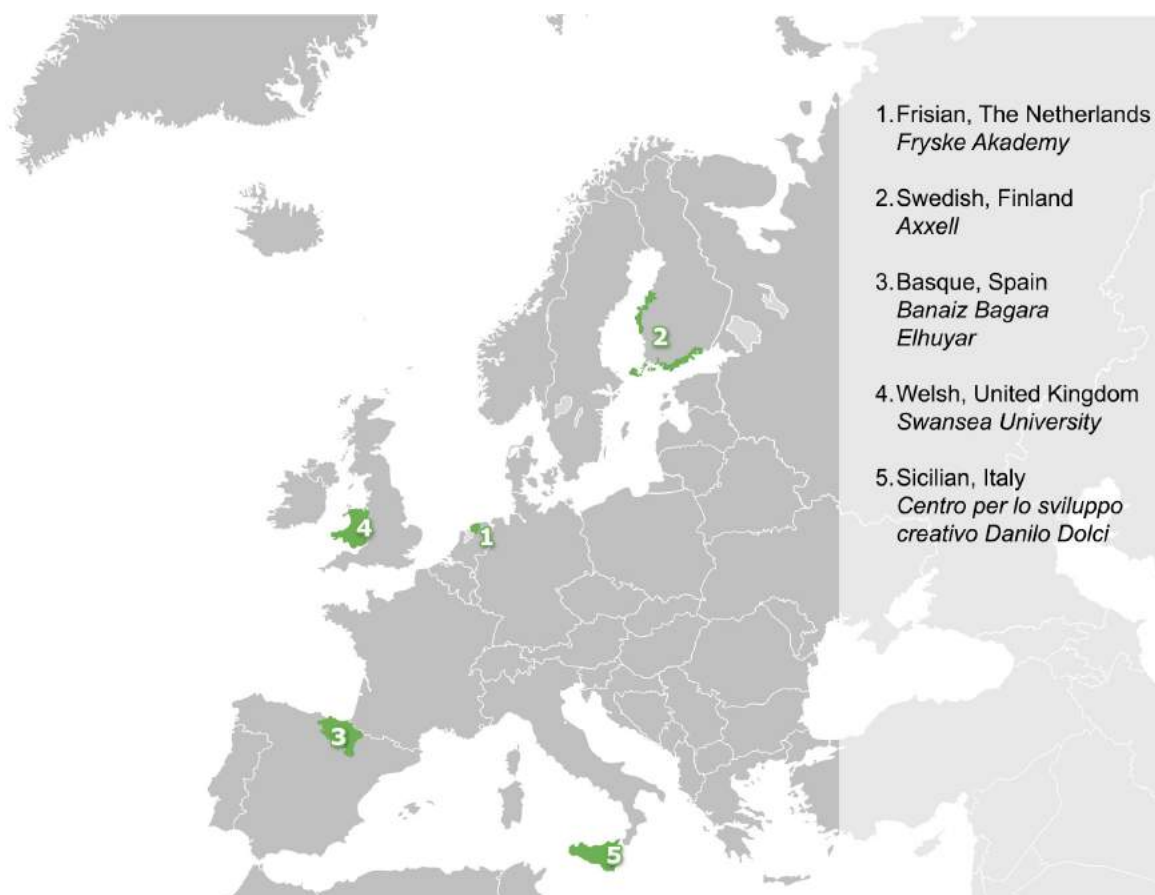 1. Frisian, The Netherlands
Fryske Akademy
2. Swedish, Finland
Axxell
3. Basque, Spain
Banaiz Bagara
Elhuyar
4. Welsh, United Kingdom
Swansea University
5. Sicilian, Italy
Centro per lo sviluppo
creativo Danilo Dolci
2
4
1
3
5